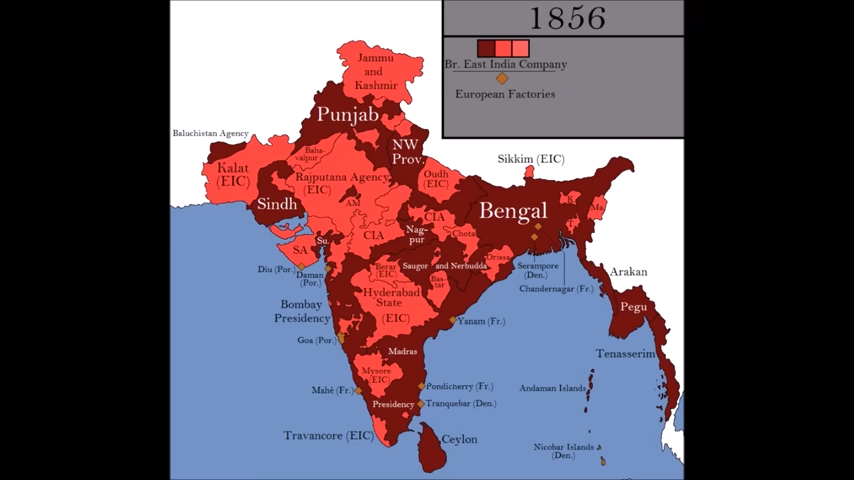 1856
Br. East India Company
European Factories
Jammu
and
Kashmir
Punjab
Baluchistan Agency
NW
Prov.
Baha-
valpur
Sikkim (EIC)
Kalat
(EIC)
Rajputana Agency
(EIC)
Oudh
(EIC)
Sindh
AM
Bengal
K.
Ma.
T.
CIA
CIA
Nag-
pur
Chota
Su.
SA
Orissa
Berar
(EIC)
Saugor and Nerbudda
Bas-
tar
Diu (Por.)
Daman
(Por.)
Serampore
(Den.)
Chandernagar (Fr.)
Arakan
Hyderabad
State
(EIC)
Bombay
Presidency
Pegu
Yanam (Fr.)
Goa (Por.)
Madras
Tenasserim
Mysore
(EIC)
Mahé (Fr.)
Pondicherry (Fr.)
Andaman Islands
Presidency
Tranquebar (Den.)
Travancore (EIC)
Ceylon
Nicobar Islands
(Den.)